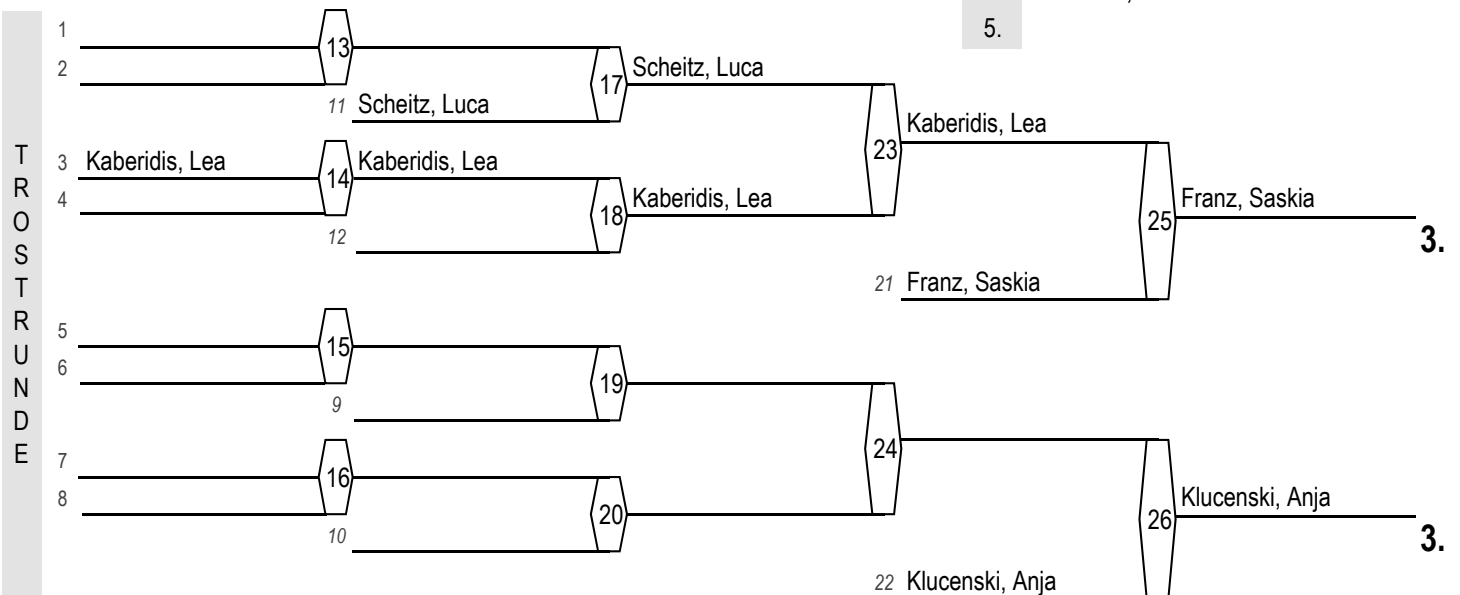 5.
TROSTRUNDE
1
13
2
17 Scheitz, Luca
11 Scheitz, Luca
23 Kaberidis, Lea
3 Kaberidis, Lea 14 Kaberidis, Lea
4
18 Kaberidis, Lea
25 Franz, Saskia
12
3.
21 Franz, Saskia
5
15
6
19
9
24
7
16
8
20
26 Klucenski, Anja
10
3.
22 Klucenski, Anja